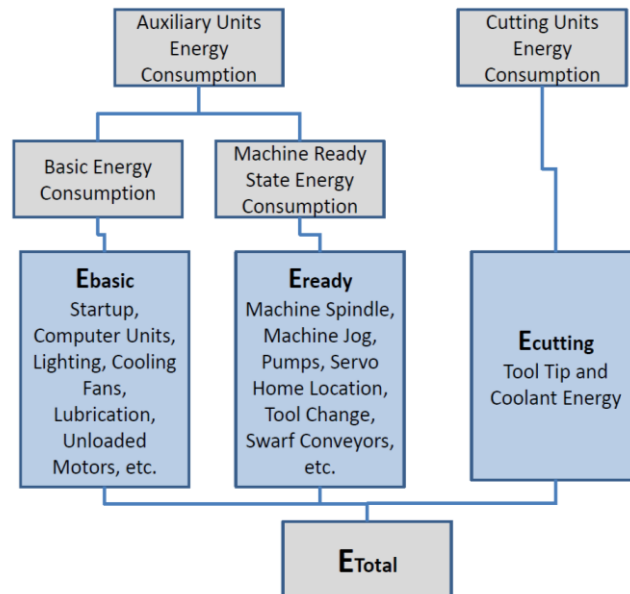 Auxiliary Units
Energy
Consumption
Cutting Units
Energy
Consumption
Basic Energy
Consumption
Machine Ready
State Energy
Consumption
Ebasic
Startup,
Computer Units,
Lighting, Cooling
Fans,
Lubrication,
Unloaded
Motors, etc.
Eready
Machine Spindle,
Machine Jog,
Pumps, Servo
Home Location,
Tool Change,
Swarf Conveyors,
etc.
Ecutting
Tool Tip and
Coolant Energy
ETotal